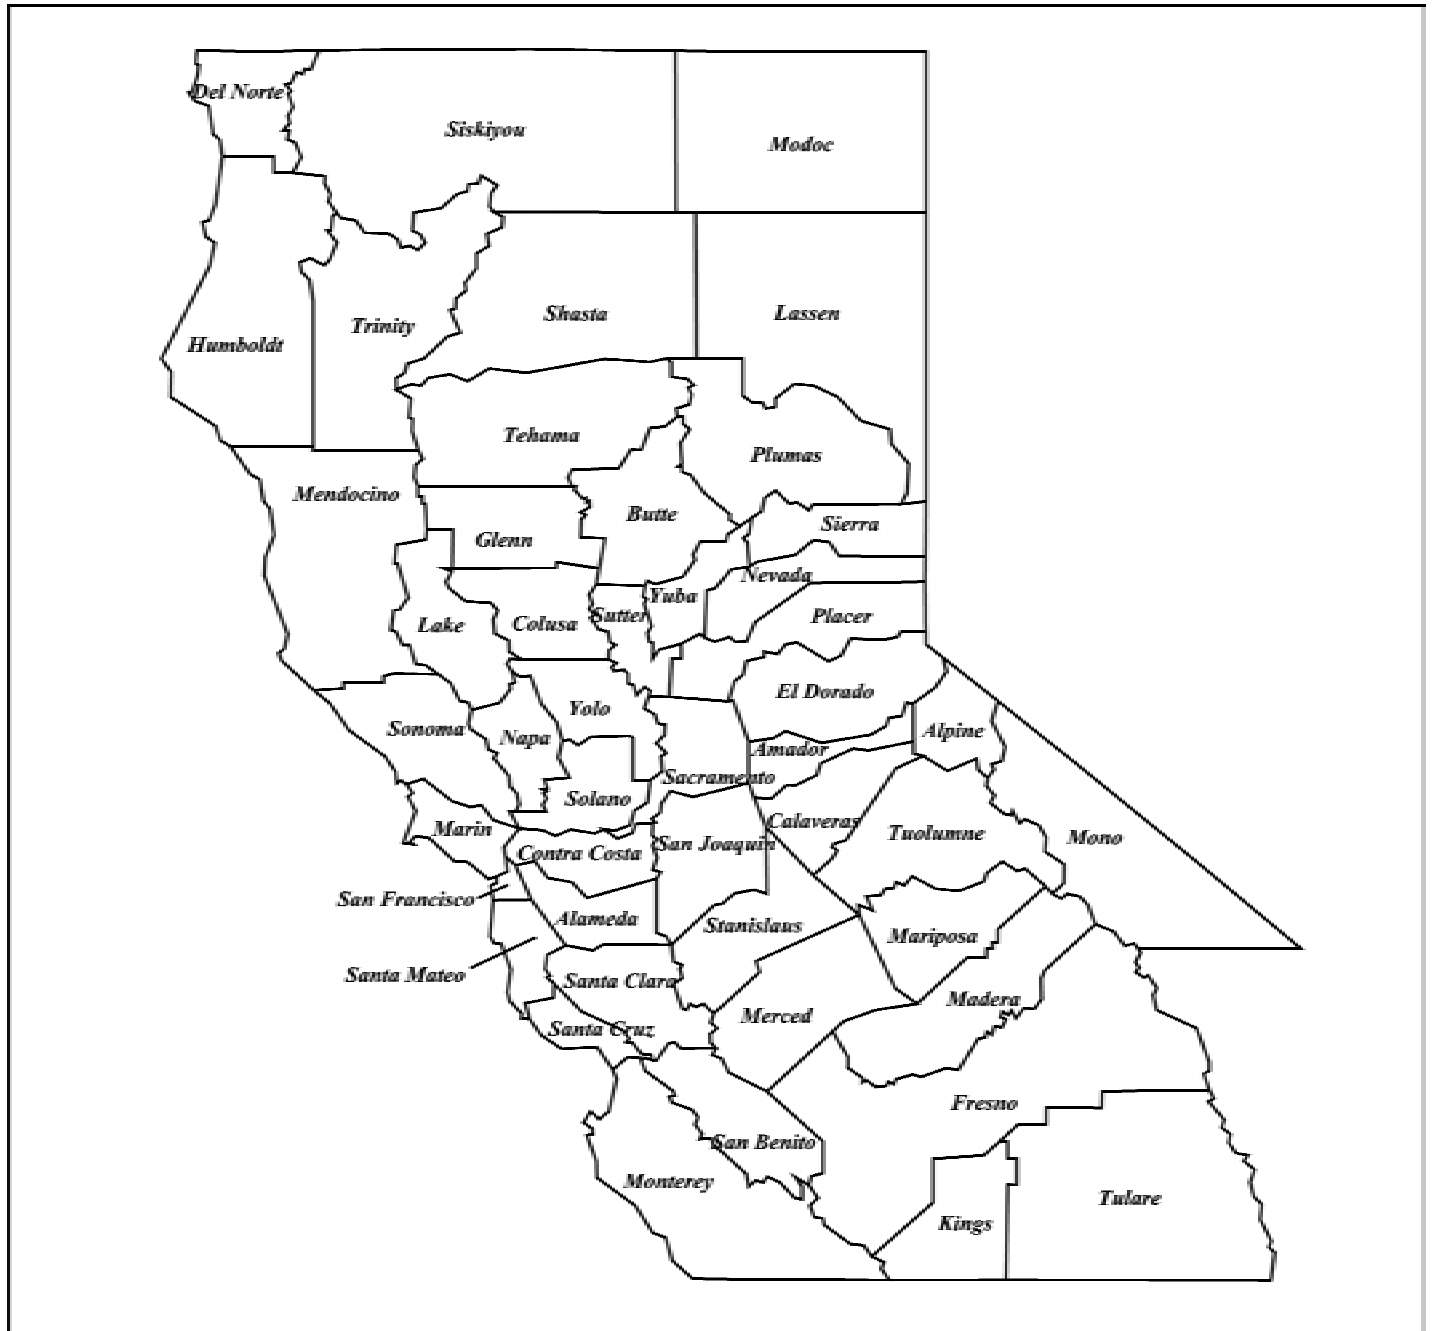 Del Norte
Siskiyou
Modoc
Shasta
Lassen
Trinity
Humboldt
Tehama
Plumas
Mendocino
Butte
Sierra
Glenn
Nevada
Yuba
Sutter
Placer
Lake
Colusa
El Dorado
Yolo
Sonoma
Napa
Alpine
Amador
Sacramento
Solano
Calaveras
Marin
Tuolumne
Mono
San Joaquin
Contra Costa
San Francisco
Alameda
Stanislaus
Mariposa
Santa Mateo
Santa Clara
Madera
Merced
Santa Cruz
Fresno
San Benito
Monterey
Tulare
Kings